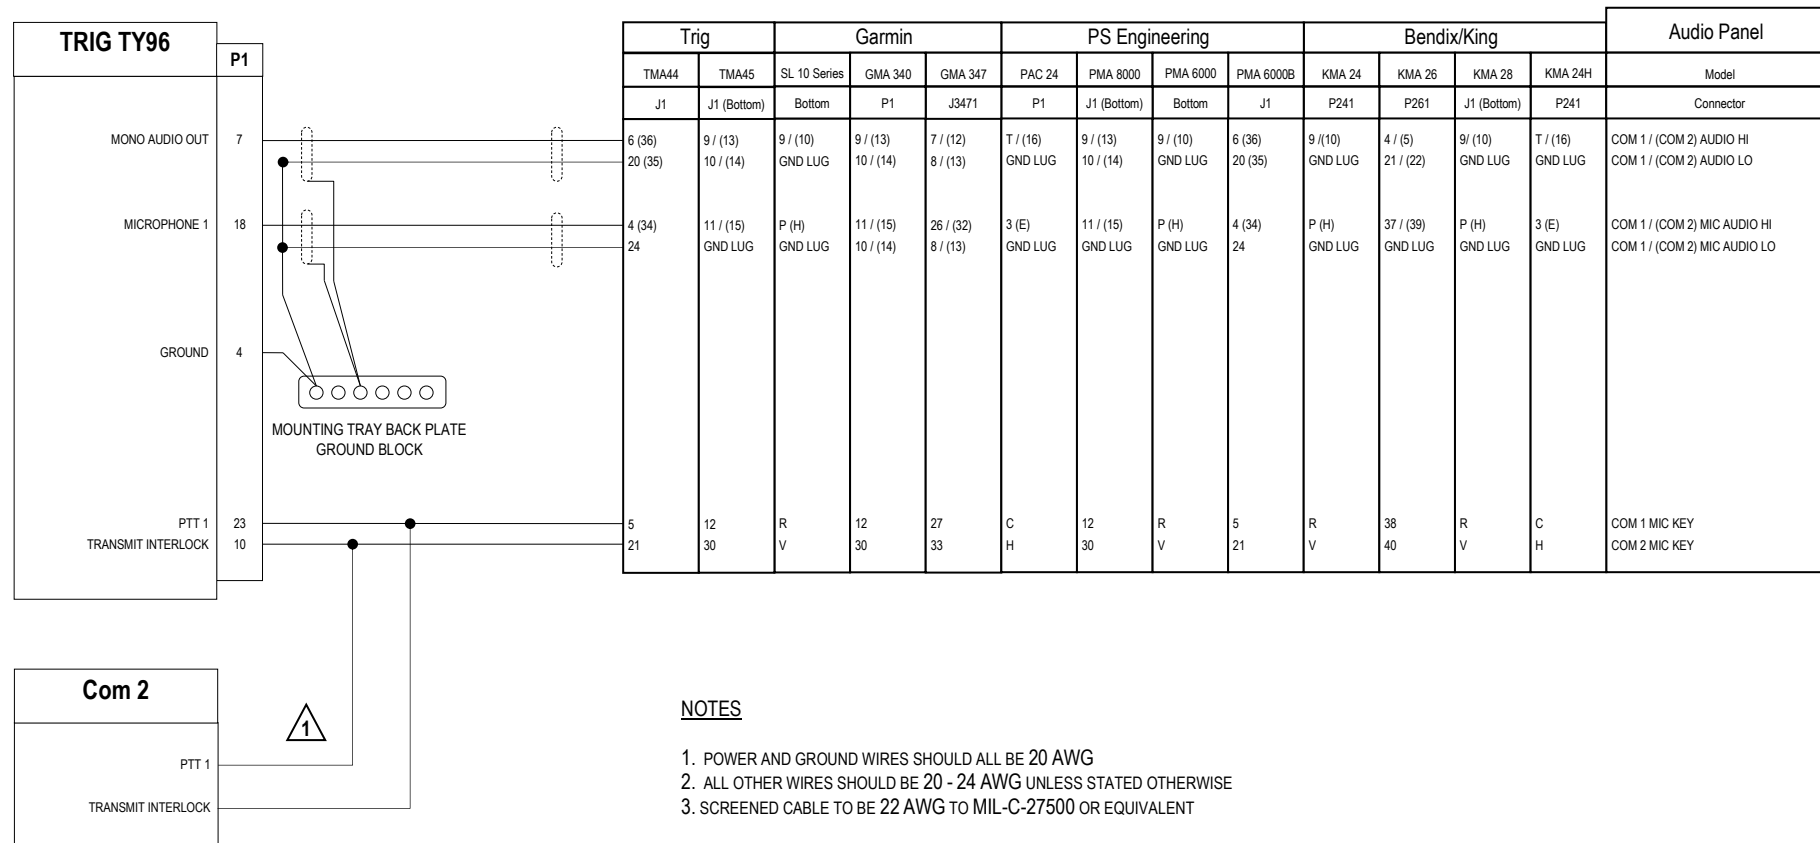 TRIG TY96
P1
Trig Garmin PS Engineering Bendix/King Audio Panel
TMA44 TMA45 SL 10 Series GMA 340 GMA 347 PAC 24 PMA 8000 PMA 6000 PMA 6000B KMA 24 KMA 26 KMA 28 KMA 24H Model
J1 J1 (Bottom) Bottom P1 J3471 P1 J1 (Bottom) Bottom J1 P241 P261 J1 (Bottom) P241 Connector
MONO AUDIO OUT 7 6 (36) 9 / (13) 9 / (10) 9 / (13) 7 / (12) T / (16) 9 / (13) 9 / (10) 6 (36) 9 /(10) 4 / (5) 9/ (10) T / (16) COM 1 / (COM 2) AUDIO HI
20 (35) 10 / (14) GND LUG 10 / (14) 8 / (13) GND LUG 10 / (14) GND LUG 20 (35) GND LUG 21 / (22) GND LUG GND LUG COM 1 / (COM 2) AUDIO LO
MICROPHONE 1 18 4 (34) 11 / (15) P (H) 11 / (15) 26 / (32) 3 (E) 11 / (15) P (H) 4 (34) P (H) 37 / (39) P (H) 3 (E) COM 1 / (COM 2) MIC AUDIO HI
24 GND LUG GND LUG 10 / (14) 8 / (13) GND LUG GND LUG GND LUG 24 GND LUG GND LUG GND LUG GND LUG COM 1 / (COM 2) MIC AUDIO LO
GROUND 4
MOUNTING TRAY BACK PLATE
GROUND BLOCK
PTT 1 23 5 12 R 12 27 C 12 R 5 R 38 R C COM 1 MIC KEY
TRANSMIT INTERLOCK 10 21 30 V 30 33 H 30 V 21 V 40 V H COM 2 MIC KEY
Com 2
1
PTT 1
TRANSMIT INTERLOCK
NOTES
1. POWER AND GROUND WIRES SHOULD ALL BE 20 AWG
2. ALL OTHER WIRES SHOULD BE 20 - 24 AWG UNLESS STATED OTHERWISE
3. SCREENED CABLE TO BE 22 AWG TO MIL-C-27500 OR EQUIVALENT